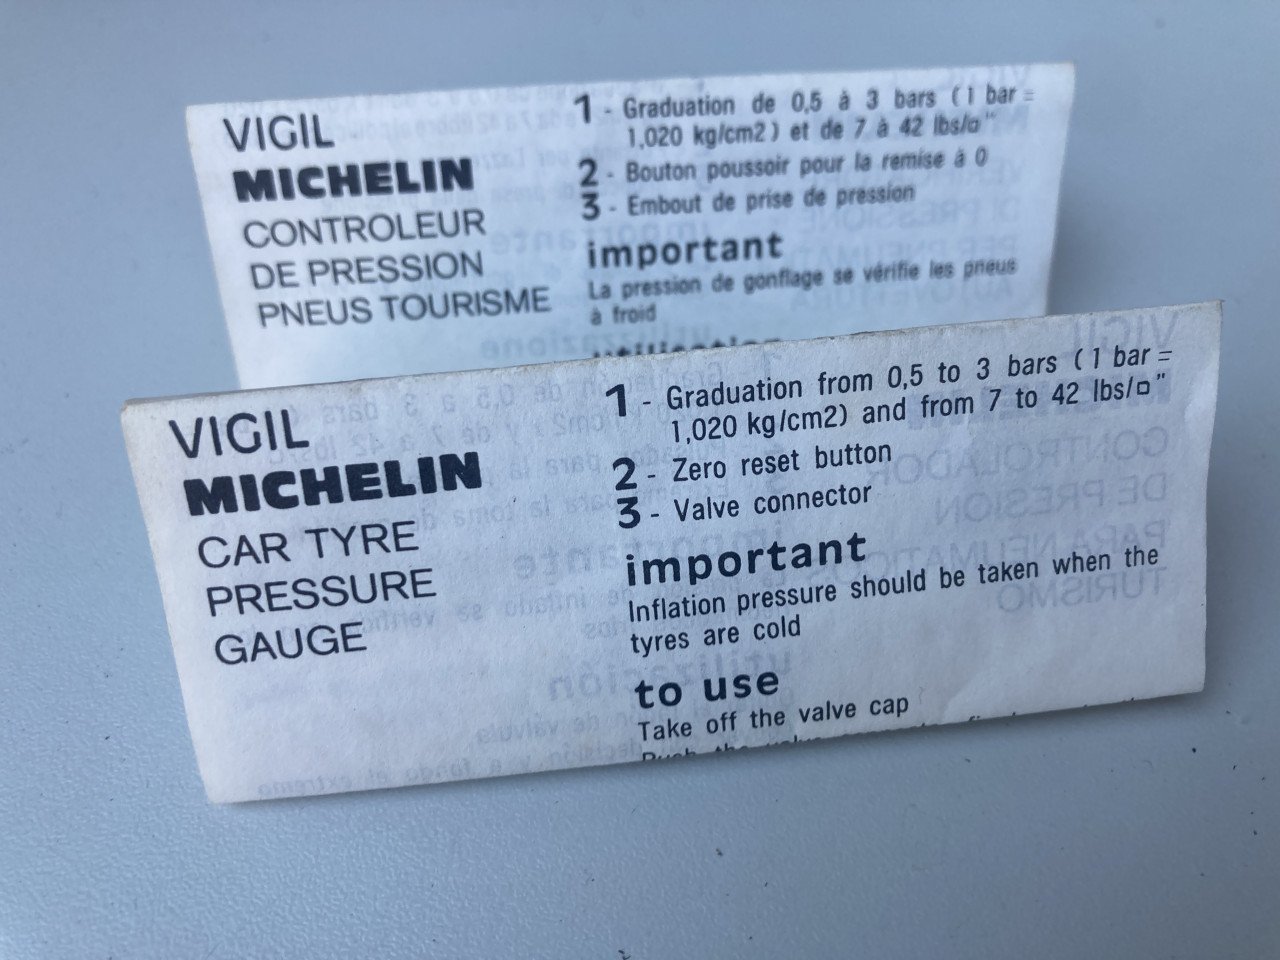 VIGIL
MICHELIN
CONTROLEUR
DE PRESSION
PNEUS TOURISME
1 - Graduation de 0,5 à 3 bars ( 1 bar =
1,020 kg/cm2 ) et de 7 à 42 lbs/¤"
2 - Bouton poussoir pour la remise à 0
3 - Embout de prise de pression
important
La pression de gonflage se vérifie les pneus
à froid
VIGIL
MICHELIN
CAR TYRE
PRESSURE
GAUGE
1 - Graduation from 0,5 to 3 bars ( 1 bar =
1,020 kg/cm2) and from 7 to 42 lbs/¤"
2 - Zero reset button
3 - Valve connector
important
Inflation pressure should be taken when the
tyres are cold
to use
Take off the valve cap
Push the